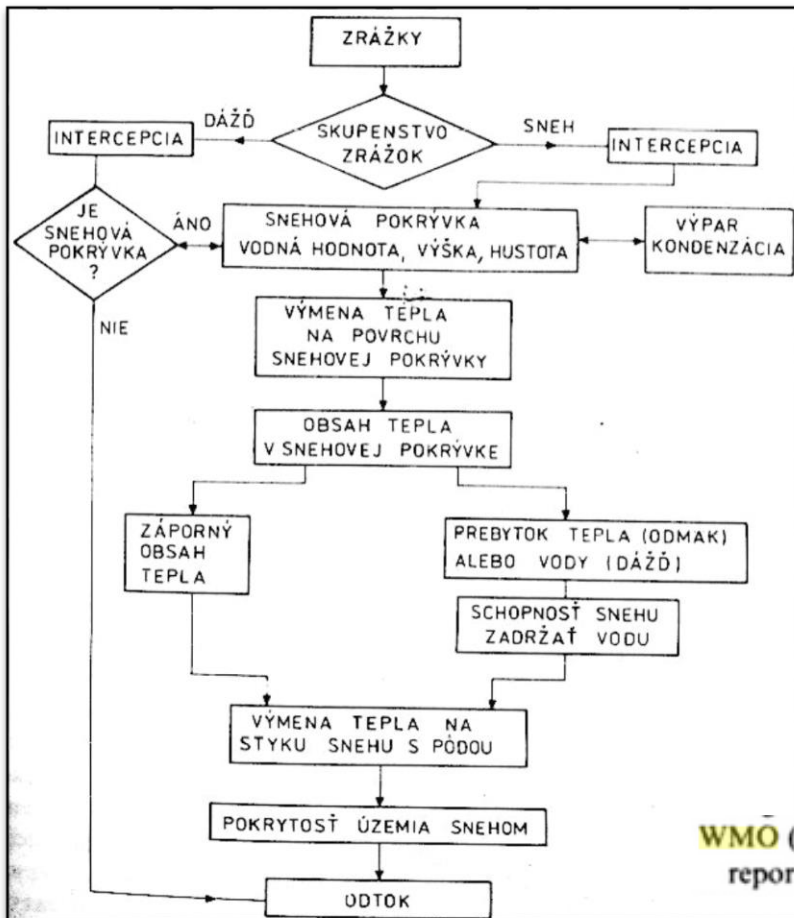 ZRÁŽKY
DÁŽĎ
SNEH
SKUPENSTVO
ZRÁŽOK
INTERCEPCIA
INTERCEPCIA
JE
SNEHOVÁ
POKRÝVKA
?
ÁNO
NIE
SNEHOVÁ POKRÝVKA
VODNÁ HODNOTA, VÝŠKA, HUSTOTA
VÝPAR
KONDENZÁCIA
VÝMENA TEPLA
NA POVRCHU
SNEHOVEJ POKRÝVKY
OBSAH TEPLA
V SNEHOVEJ POKRÝVKE
ZÁPORNÝ
OBSAH
TEPLA
PREBYTOK TEPLA (ODMAK)
ALEBO VODY (DÁŽĎ)
SCHOPNOSŤ SNEHU
ZADRŽAŤ VODU
VÝMENA TEPLA NA
STYKU SNEHU S PÔDOU
POKRYTOSŤ ÚZEMIA SNEHOM
ODTOK
WMO (
repor